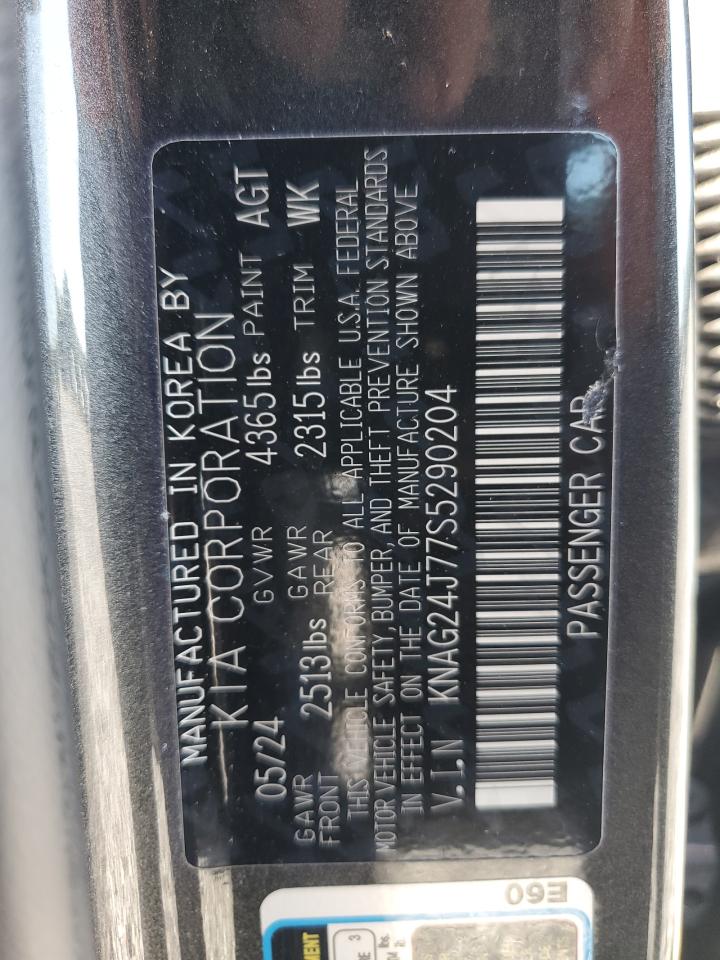 MANUFACTURED IN KOREA BY
KIA CORPORATION
05/24 GVWR 4365lbs PAINT AGT
GAWR FRONT 2513lbs GAWR REAR 2315lbs TRIM WK
THIS VEHICLE CONFORMS TO ALL APPLICABLE U.S.A. FEDERAL
MOTOR VEHICLE SAFETY, BUMPER, AND THEFT PREVENTION STANDARDS
IN EFFECT ON THE DATE OF MANUFACTURE SHOWN ABOVE
V.I.N KNAG24J77S5290204
PASSENGER CAR
E60